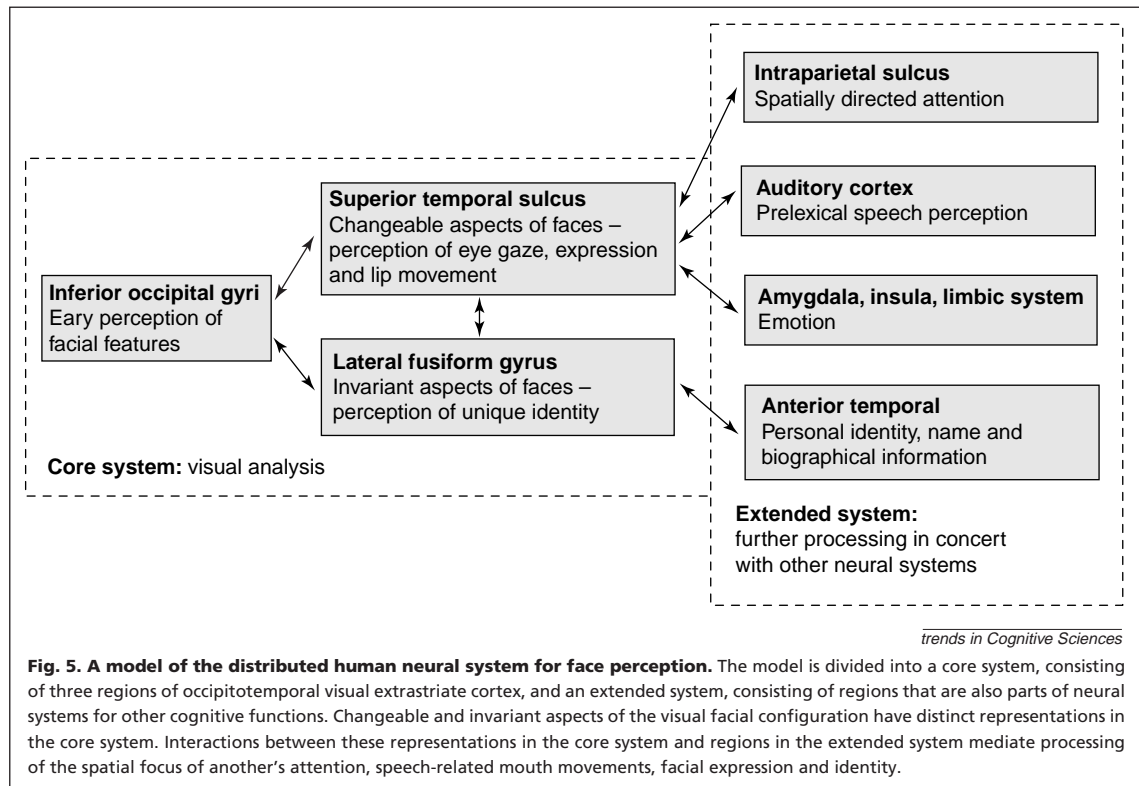 Intraparietal sulcus
Spatially directed attention
Auditory cortex
Prelexical speech perception
Superior temporal sulcus
Changeable aspects of faces –
perception of eye gaze, expression
and lip movement
Inferior occipital gyri
Eary perception of
facial features
Amygdala, insula, limbic system
Emotion
Lateral fusiform gyrus
Invariant aspects of faces –
perception of unique identity
Anterior temporal
Personal identity, name and
biographical information
Core system: visual analysis
Extended system:
further processing in concert
with other neural systems
trends in Cognitive Sciences
Fig. 5. A model of the distributed human neural system for face perception. The model is divided into a core system, consisting
of three regions of occipitotemporal visual extrastriate cortex, and an extended system, consisting of regions that are also parts of neural
systems for other cognitive functions. Changeable and invariant aspects of the visual facial configuration have distinct representations in
the core system. Interactions between these representations in the core system and regions in the extended system mediate processing
of the spatial focus of another's attention, speech-related mouth movements, facial expression and identity.